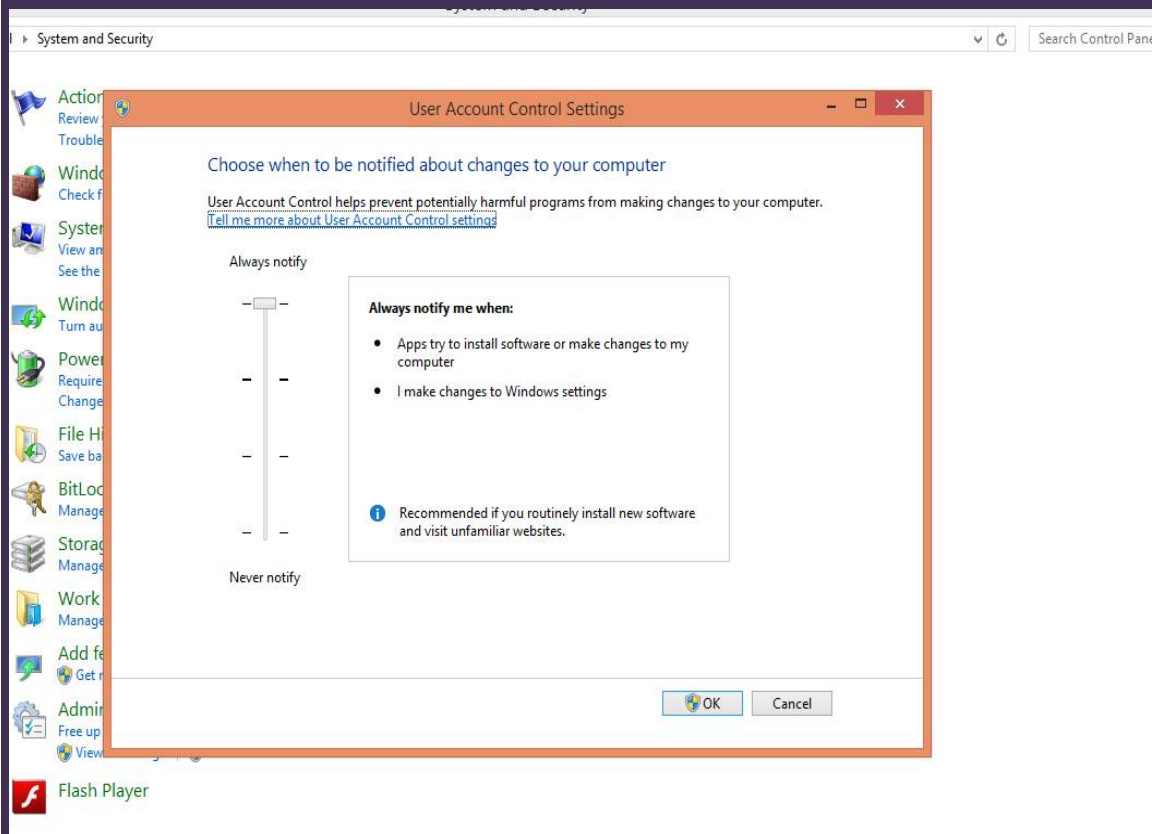 System and Security
System and Security
Search Control Pane
Action
Review
Trouble
Windo
Check f
System
View an
See the
Windo
Turn au
Power
Require
Change
File Hi
Save ba
BitLoc
Manage
Storag
Manage
Work
Manage
Add fe
Get r
Admin
Free up
View
Flash Player
User Account Control Settings
Choose when to be notified about changes to your computer
User Account Control helps prevent potentially harmful programs from making changes to your computer.
Tell me more about User Account Control settings
Always notify
Always notify me when:
• Apps try to install software or make changes to my
computer
• I make changes to Windows settings
Recommended if you routinely install new software
and visit unfamiliar websites.
Never notify
OK
Cancel